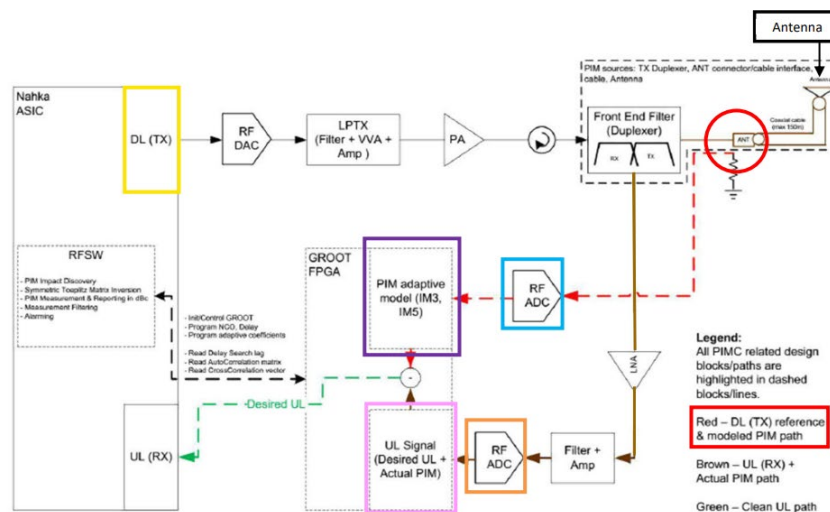 Antenna
PIM sources: TX Duplexer, ANT connector/cable interface,
cable, Antenna
Antenna
Coaxial cable
(max 150m)
Nahka
ASIC
DL (TX)
RF
DAC
LPTX
(Filter + VVA +
Amp )
PA
Front End Filter
(Duplexer)
RX
TX
ANT
RFSW
- PIM Impact Discovery
- Symmetric Toeplitz Matrix Inversion
- PIM Measurement & Reporting in dBc
- Measurement Filtering
- Alarming
- Init/Control GROOT
- Program NCO, Delay
- Program adaptive coefficients
- Read Delay Search lag
- Read AutoCorrelation matrix
- Read CrossCorrelation vector
GROOT
FPGA
PIM adaptive
model (IM3,
IM5)
RF
ADC
-
Desired UL
LNA
UL (RX)
UL Signal
(Desired UL +
Actual PIM)
RF
ADC
Filter +
Amp
Legend:
All PIMC related design
blocks/paths are
highlighted in dashed
blocks/lines.
Red – DL (TX) reference
& modeled PIM path
Brown – UL (RX) +
Actual PIM path
Green – Clean UL path